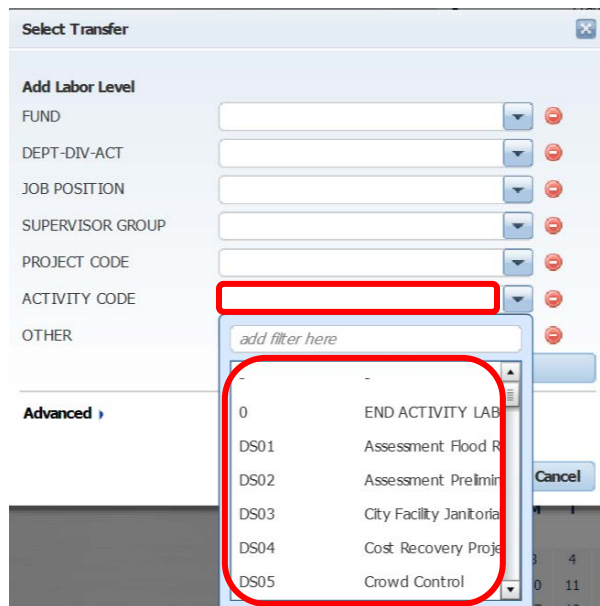 Select Transfer
Add Labor Level
FUND
DEPT-DIV-ACT
JOB POSITION
SUPERVISOR GROUP
PROJECT CODE
ACTIVITY CODE
OTHER
add filter here
- -
0 END ACTIVITY LAB
DS01 Assessment Flood R
DS02 Assessment Prelimin
DS03 City Facility Janitoria
DS04 Cost Recovery Proje
DS05 Crowd Control
Advanced
Cancel
4
11